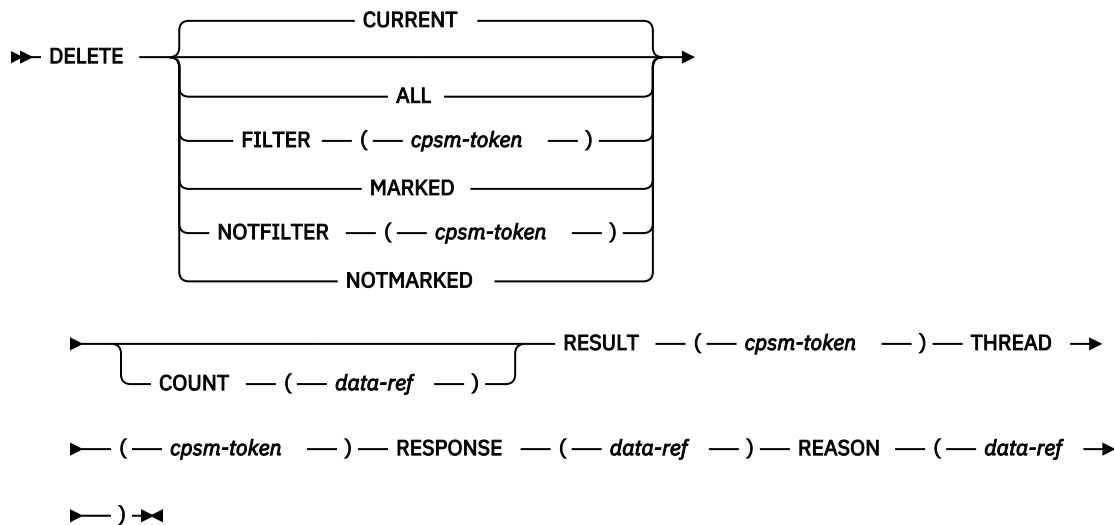 CURRENT
DELETE
ALL
FILTER ( cpsm-token )
MARKED
NOTFILTER ( cpsm-token )
NOTMARKED
RESULT ( cpsm-token ) THREAD
COUNT ( data-ref )
( cpsm-token ) RESPONSE ( data-ref ) REASON ( data-ref
)